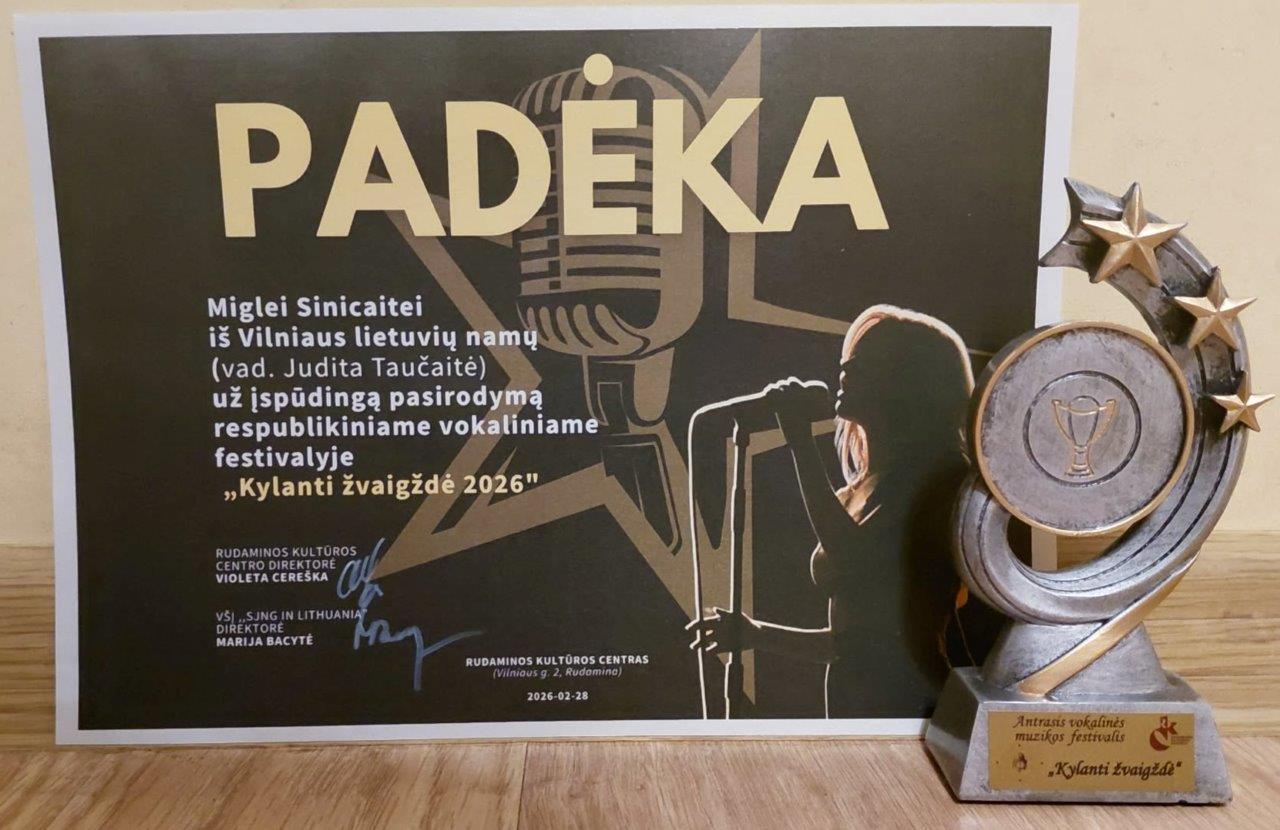 PADĖKA
Miglei Sinicaitei
iš Vilniaus lietuvių namų
(vad. Judita Taučaitė)
už įspūdingą pasirodymą
respublikiniame vokaliniame
festivalyje
„Kylanti žvaigždė 2026"
RUDAMINOS KULTŪROS
CENTRO DIREKTORĖ
VIOLETA CEREŠKA
VŠĮ ,,SJNG IN LITHUANIA"
DIREKTORĖ
MARIJA BACYTĖ
RUDAMINOS KULTŪROS CENTRAS
(Vilniaus g. 2, Rudamina)
2026-02-28
Antrasis vokalinės
muzikos festivalis
„Kylanti žvaigždė"